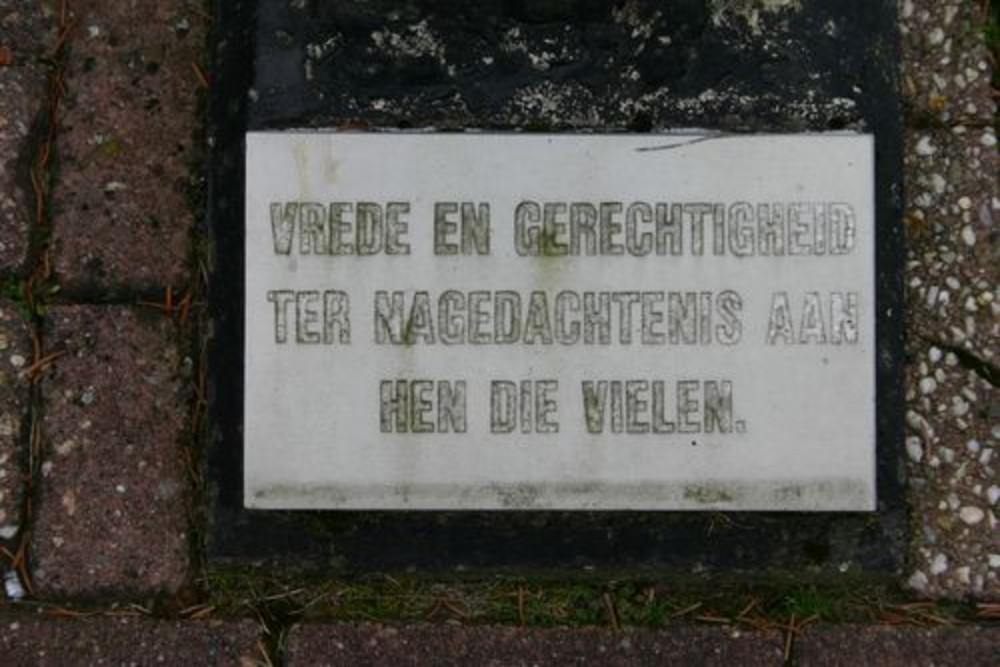 VREDE EN GERECHTIGHEID
TER NAGEDACHTENIS AAN
HEN DIE VIELEN.